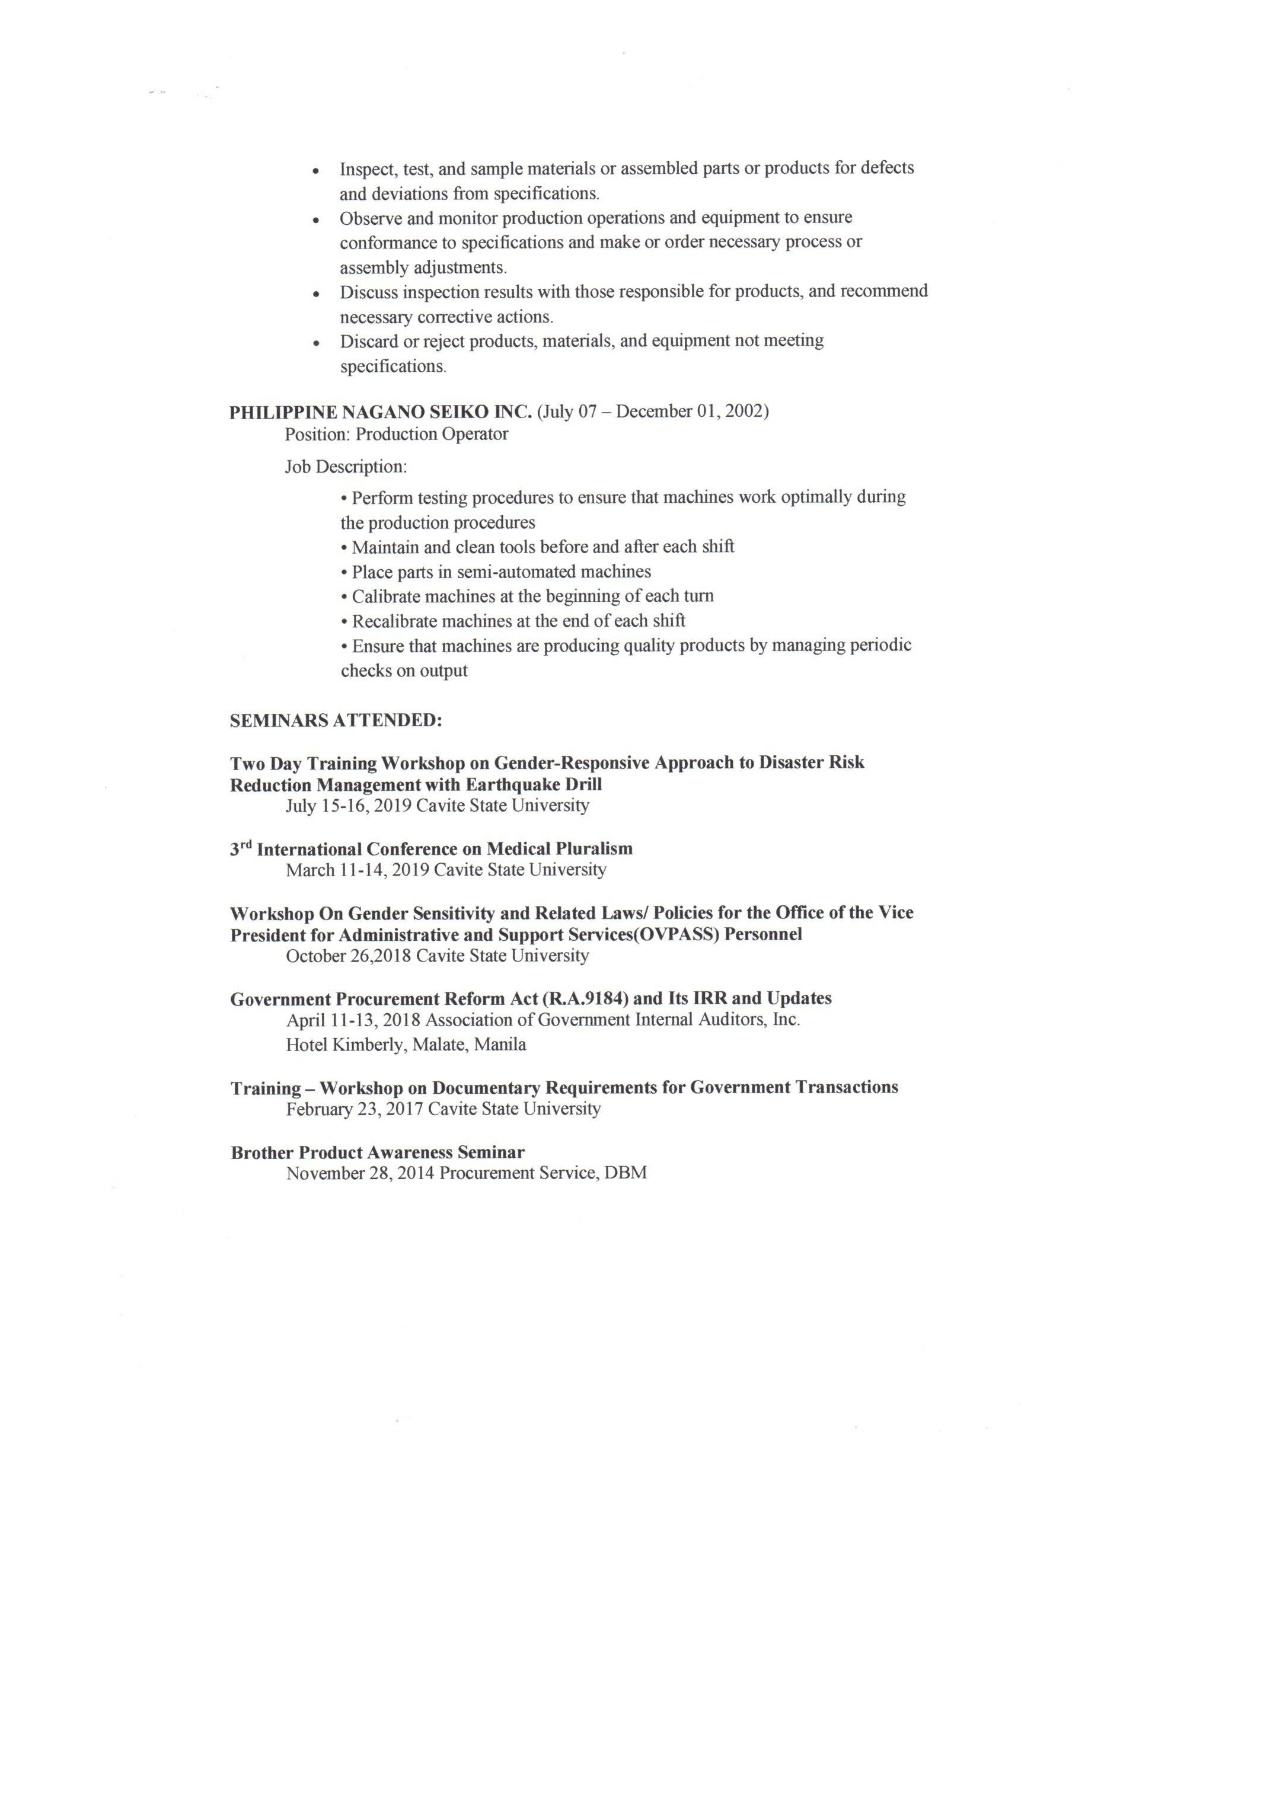 • Inspect, test, and sample materials or assembled parts or products for defects
and deviations from specifications.
• Observe and monitor production operations and equipment to ensure
conformance to specifications and make or order necessary process or
assembly adjustments.
• Discuss inspection results with those responsible for products, and recommend
necessary corrective actions.
• Discard or reject products, materials, and equipment not meeting
specifications.
PHILIPPINE NAGANO SEIKO INC. (July 07 – December 01, 2002)
Position: Production Operator
Job Description:
• Perform testing procedures to ensure that machines work optimally during
the production procedures
• Maintain and clean tools before and after each shift
• Place parts in semi-automated machines
• Calibrate machines at the beginning of each turn
• Recalibrate machines at the end of each shift
• Ensure that machines are producing quality products by managing periodic
checks on output
SEMINARS ATTENDED:
Two Day Training Workshop on Gender-Responsive Approach to Disaster Risk
Reduction Management with Earthquake Drill
July 15-16, 2019 Cavite State University
3rd International Conference on Medical Pluralism
March 11-14, 2019 Cavite State University
Workshop On Gender Sensitivity and Related Laws/ Policies for the Office of the Vice
President for Administrative and Support Services(OVPASS) Personnel
October 26,2018 Cavite State University
Government Procurement Reform Act (R.A.9184) and Its IRR and Updates
April 11-13, 2018 Association of Government Internal Auditors, Inc.
Hotel Kimberly, Malate, Manila
Training – Workshop on Documentary Requirements for Government Transactions
February 23, 2017 Cavite State University
Brother Product Awareness Seminar
November 28, 2014 Procurement Service, DBM